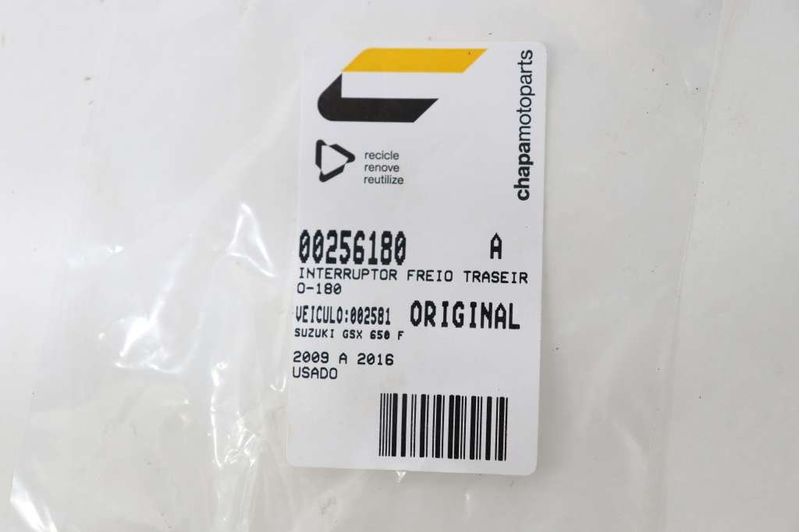 chapamotoparts
recicle
renove
reutilize
00256180 A
INTERRUPTOR FREIO TRASEIR
O-180
VEICULO:002581 ORIGINAL
SUZUKI GSX 650 F
2009 A 2016
USADO